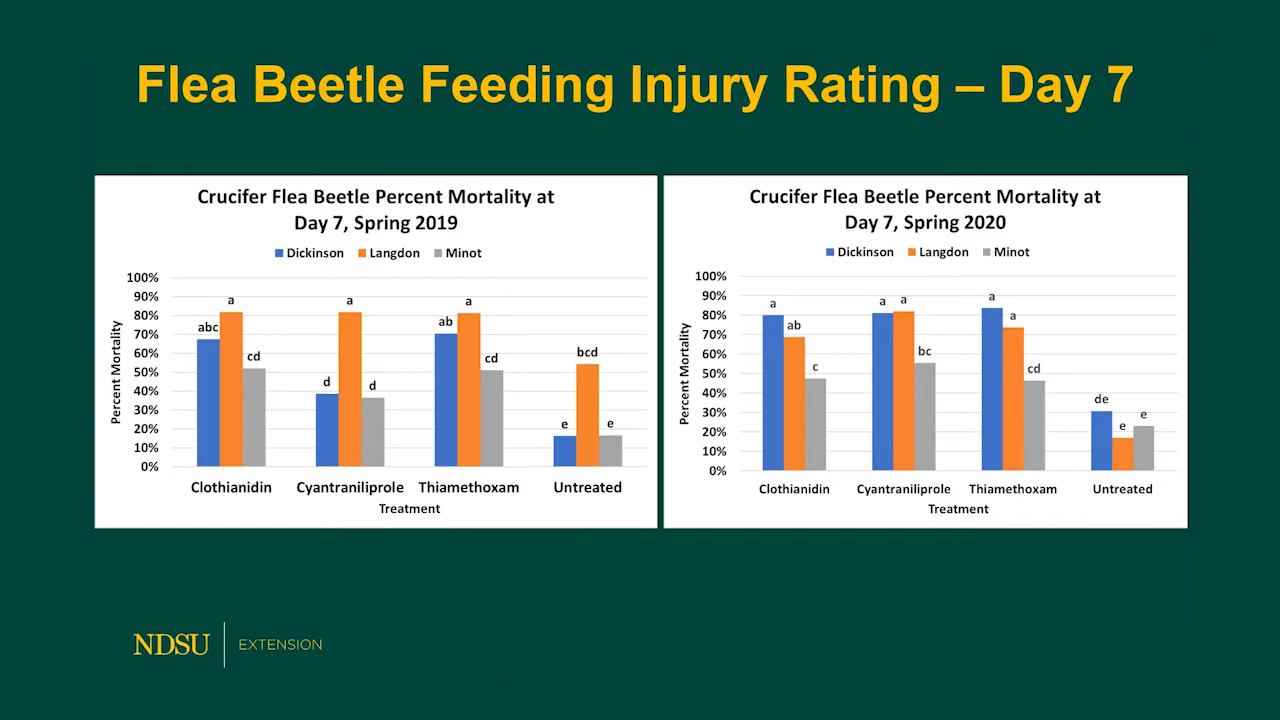 Flea Beetle Feeding Injury Rating – Day 7
Crucifer Flea Beetle Percent Mortality at
Day 7, Spring 2019
Dickinson Langdon Minot
Percent Mortality
100%
90%
80%
70%
60%
50%
40%
30%
20%
10%
0%
abc a cd
d a d
ab a cd
e bcd e
Clothianidin Cyantraniliprole Thiamethoxam Untreated
Treatment
Crucifer Flea Beetle Percent Mortality at
Day 7, Spring 2020
Dickinson Langdon Minot
Percent Mortality
100%
90%
80%
70%
60%
50%
40%
30%
20%
10%
0%
a ab c
a a bc
a a cd
de e e
Clothianidin Cyantraniliprole Thiamethoxam Untreated
Treatment
NDSU EXTENSION